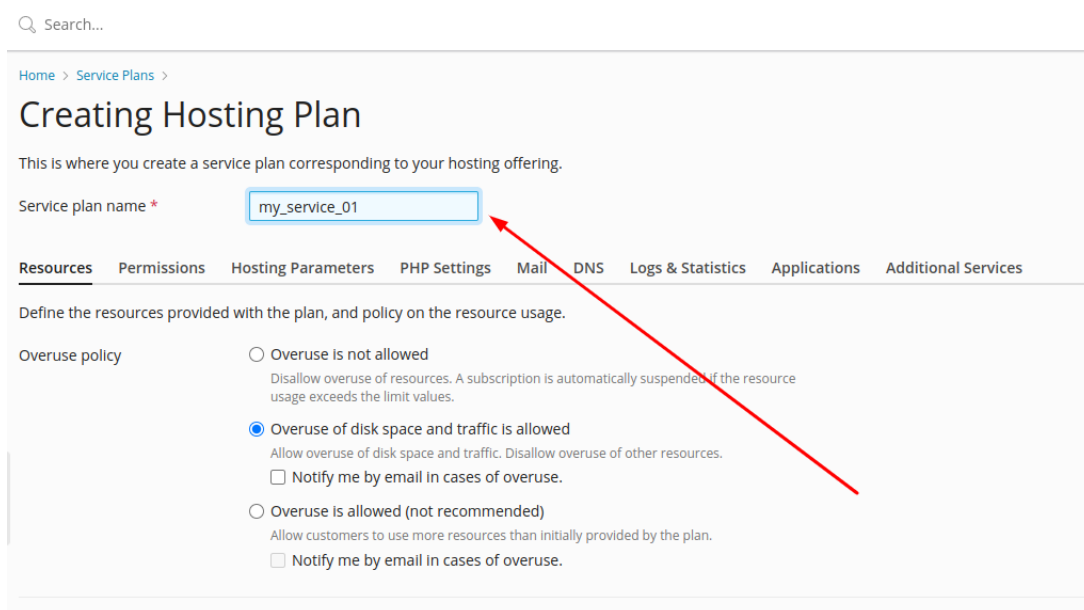 Search...
Home > Service Plans >
Creating Hosting Plan
This is where you create a service plan corresponding to your hosting offering.
Service plan name * my_service_01
Resources Permissions Hosting Parameters PHP Settings Mail DNS Logs & Statistics Applications Additional Services
Define the resources provided with the plan, and policy on the resource usage.
Overuse policy Overuse is not allowed
Disallow overuse of resources. A subscription is automatically suspended if the resource
usage exceeds the limit values.
Overuse of disk space and traffic is allowed
Allow overuse of disk space and traffic. Disallow overuse of other resources.
Notify me by email in cases of overuse.
Overuse is allowed (not recommended)
Allow customers to use more resources than initially provided by the plan.
Notify me by email in cases of overuse.